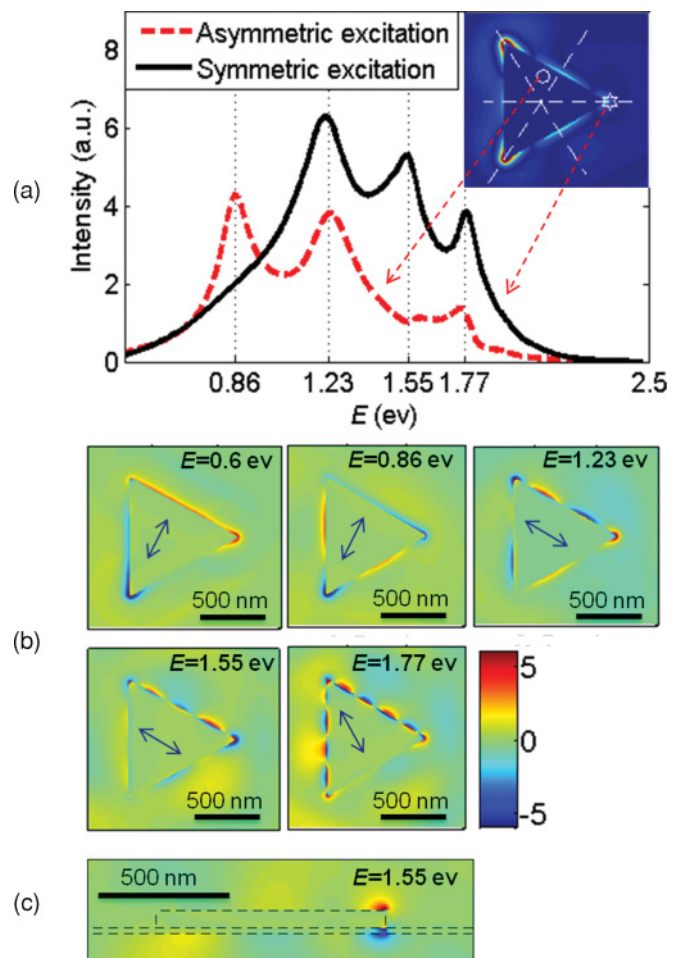 (a)
8
6
4
2
0
Intensity (a.u.)
Asymmetric excitation
Symmetric excitation
0.86 1.23 1.55 1.77 2.5
E (ev)
(b)
E=0.6 ev
500 nm
E=0.86 ev
500 nm
E=1.23 ev
500 nm
E=1.55 ev
500 nm
E=1.77 ev
500 nm
5
0
-5
(c)
500 nm
E=1.55 ev